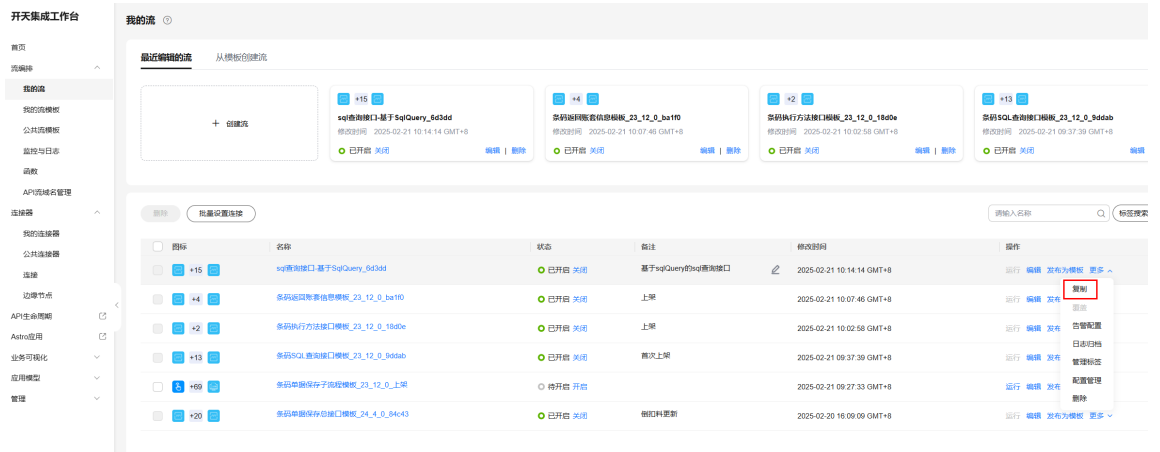 开天集成工作台
首页
流编排
我的流
我的流模板
公共流模板
监控与日志
函数
API流域名管理
连接器
我的连接器
公共连接器
连接
边缘节点
API生命周期
Astro应用
业务可视化
应用模型
管理
我的流
最近编辑的流 从模板创建流
+ 创建流
+15
sql查询接口-基于SqlQuery_6d3dd
修改时间 2025-02-21 10:14:14 GMT+8
已开启 关闭 编辑 | 删除
+4
条码返回账套信息模板_23_12_0_ba1f0
修改时间 2025-02-21 10:07:46 GMT+8
已开启 关闭 编辑 | 删除
+2
条码执行方法接口模板_23_12_0_18d0e
修改时间 2025-02-21 10:02:58 GMT+8
已开启 关闭 编辑 | 删除
+13
条码SQL查询接口模板_23_12_0_9ddab
修改时间 2025-02-21 09:37:39 GMT+8
已开启 关闭 编辑
删除 批量设置连接 请输入名称 标签搜索
图标 名称 状态 备注 修改时间 操作
+15 sql查询接口-基于SqlQuery_6d3dd 已开启 关闭 基于sqlQuery的sql查询接口 2025-02-21 10:14:14 GMT+8 运行 编辑 发布为模板 更多
+4 条码返回账套信息模板_23_12_0_ba1f0 已开启 关闭 上架 2025-02-21 10:07:46 GMT+8 运行 编辑 发布
+2 条码执行方法接口模板_23_12_0_18d0e 已开启 关闭 上架 2025-02-21 10:02:58 GMT+8 运行 编辑 发布
+13 条码SQL查询接口模板_23_12_0_9ddab 已开启 关闭 首次上架 2025-02-21 09:37:39 GMT+8 运行 编辑 发布
+69 条码单据保存子流程模板_23_12_0_上架 待开启 开启 2025-02-21 09:27:33 GMT+8 运行 编辑 发布
+20 条码单据保存总接口模板_24_4_0_84c43 已开启 关闭 倒扣料更新 2025-02-20 16:09:09 GMT+8 运行 编辑 发布为模板 更多
复制
告警配置
日志归档
管理标签
配置管理
删除